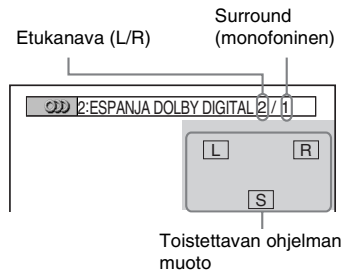 Etukanava (L/R)
Surround
(monofoninen)
2:ESPANJA DOLBY DIGITAL 2 / 1
L
R
S
Toistettavan ohjelman
muoto